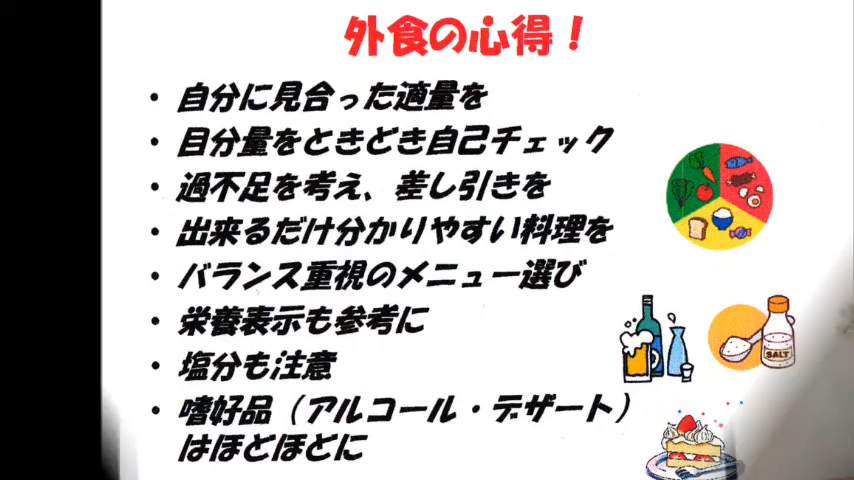 外食の心得！
・自分に見合った適量を
・目分量をときどき自己チェック
・過不足を考え、差し引きを
・出来るだけ分かりやすい料理を
・バランス重視のメニュー選び
・栄養表示も参考に
・塩分も注意
・嗜好品（アルコール・デザート）
はほどほどに
SALT